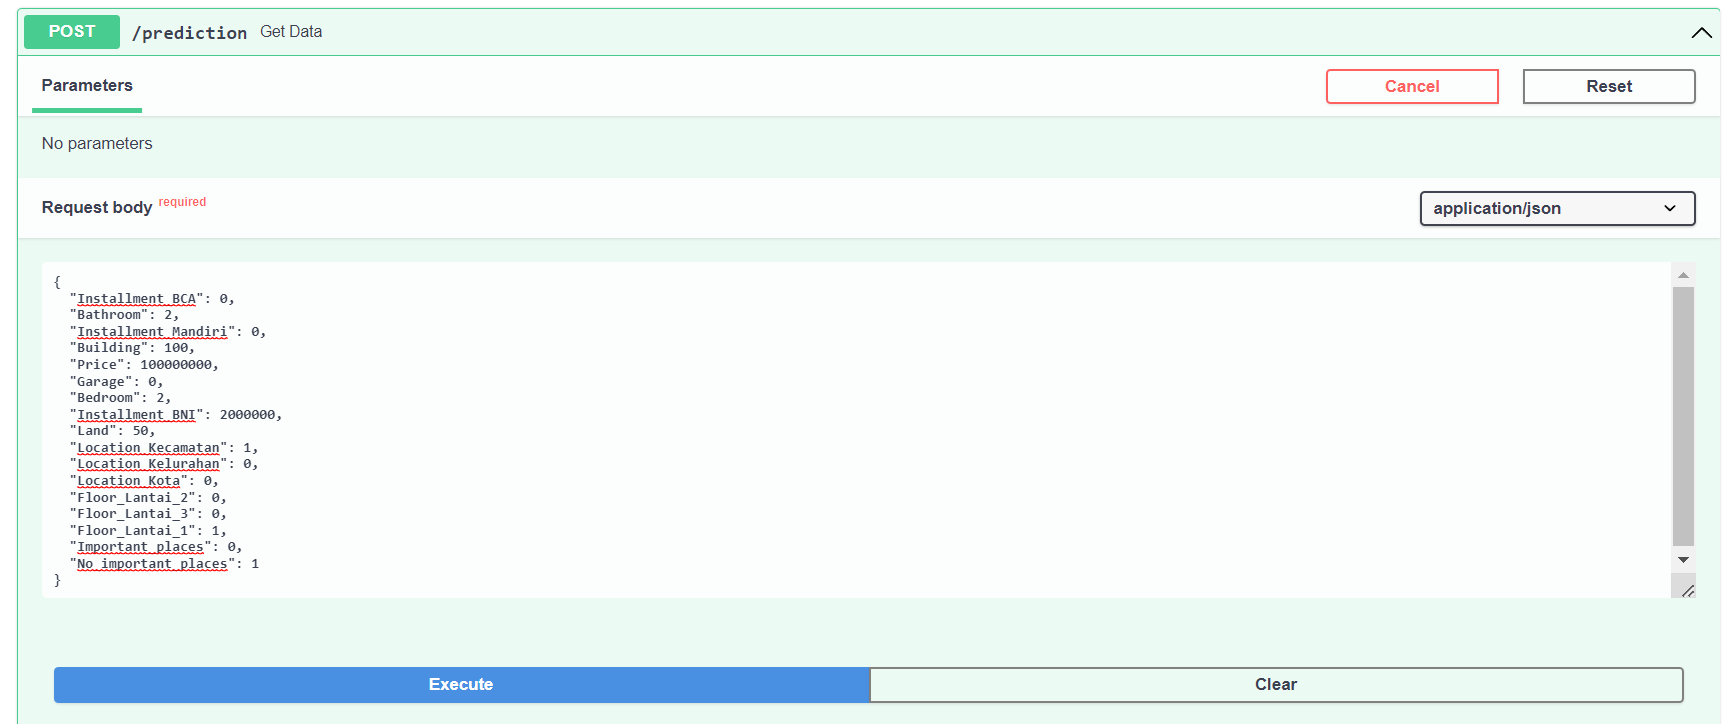 POST /prediction Get Data
Parameters
Cancel
Reset
No parameters
Request body required
application/json
{
  "Installment_BCA": 0,
  "Bathroom": 2,
  "Installment_Mandiri": 0,
  "Building": 100,
  "Price": 100000000,
  "Garage": 0,
  "Bedroom": 2,
  "Installment_BNI": 2000000,
  "Land": 50,
  "Location_Kecamatan": 1,
  "Location_Kelurahan": 0,
  "Location_Kota": 0,
  "Floor_Lantai_2": 0,
  "Floor_Lantai_3": 0,
  "Floor_Lantai_1": 1,
  "Important_places": 0,
  "No_important_places": 1
}
Execute
Clear